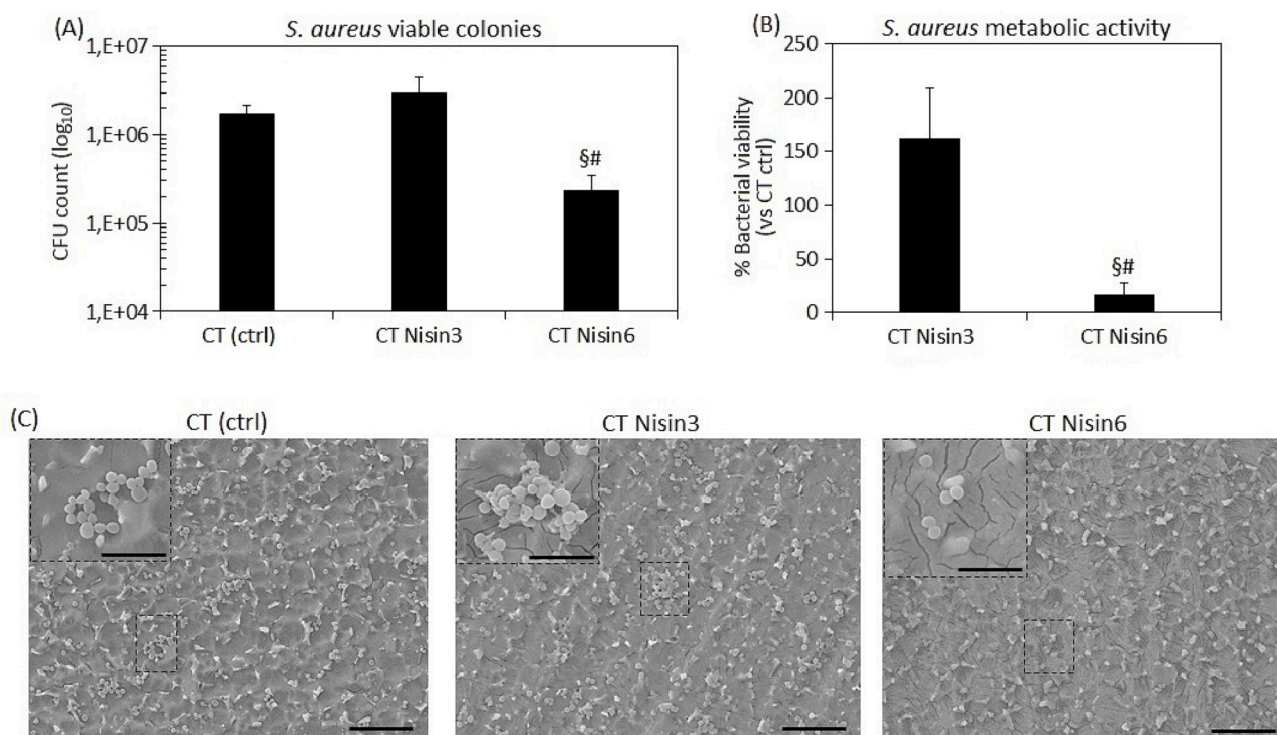 (A)
S. aureus viable colonies
CFU count (log10)
1,E+07
1,E+06
1,E+05
1,E+04
§#
CT (ctrl)
CT Nisin3
CT Nisin6
(B)
S. aureus metabolic activity
% Bacterial viability
(vs CT ctrl)
250
200
150
100
50
0
§#
CT Nisin3
CT Nisin6
(C)
CT (ctrl)
CT Nisin3
CT Nisin6